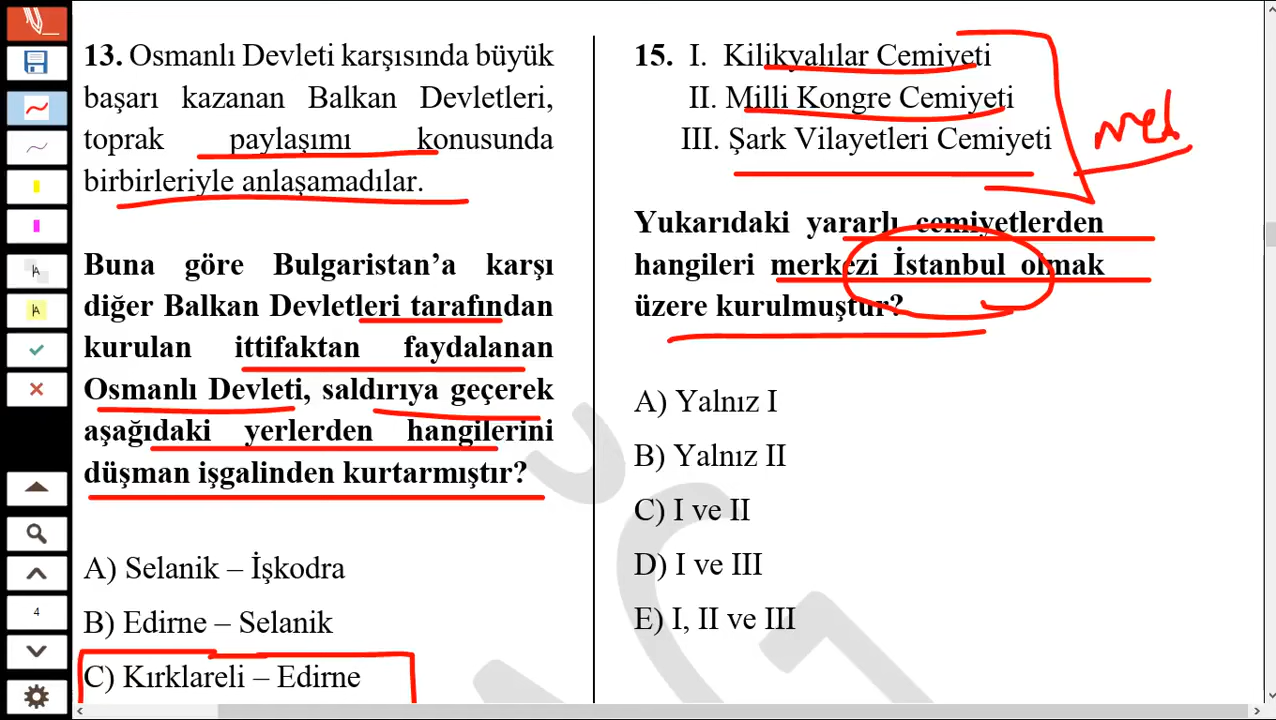 13. Osmanlı Devleti karşısında büyük
başarı kazanan Balkan Devletleri,
toprak paylaşımı konusunda
birbirleriyle anlaşamadılar.
Buna göre Bulgaristan’a karşı
diğer Balkan Devletleri tarafından
kurulan ittifaktan faydalanan
Osmanlı Devleti, saldırıya geçerek
aşağıdaki yerlerden hangilerini
düşman işgalinden kurtarmıştır?
A) Selanik – İşkodra
B) Edirne – Selanik
C) Kırklareli – Edirne
15. I. Kilikyalılar Cemiyeti
II. Milli Kongre Cemiyeti
III. Şark Vilayetleri Cemiyeti
Yukarıdaki yararlı cemiyetlerden
hangileri merkezi İstanbul olmak
üzere kurulmuştur?
A) Yalnız I
B) Yalnız II
C) I ve II
D) I ve III
E) I, II ve III
4